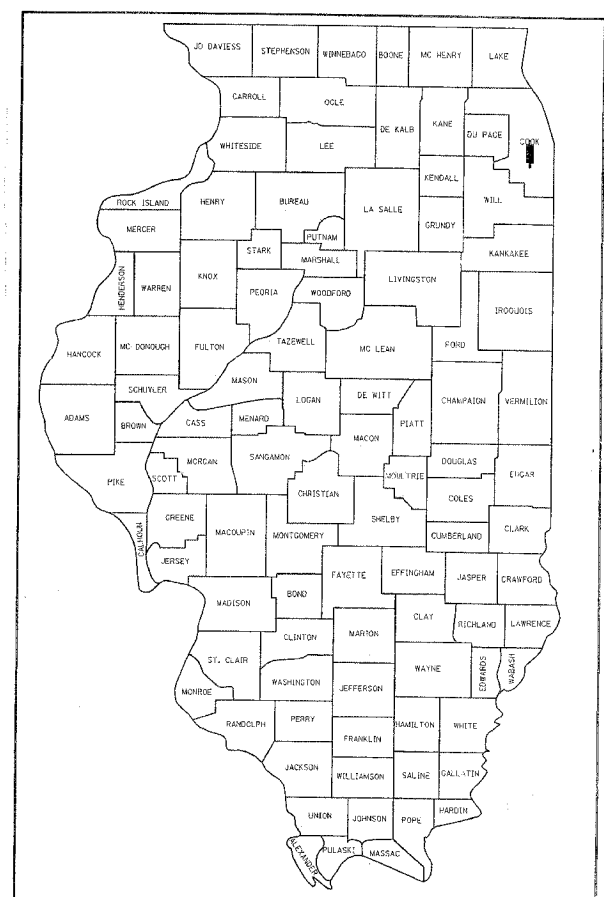 JO DAVIESS
STEPHENSON
WINNEBAGO
BOONE
MC HENRY
LAKE
CARROLL
OGLE
DE KALB
KANE
DU PAGE
COOK
WHITESIDE
LEE
KENDALL
WILL
ROCK ISLAND
HENRY
BUREAU
LA SALLE
GRUNDY
MERCER
PUTNAM
STARK
MARSHALL
KANKAKEE
HENDERSON
WARREN
KNOX
PEORIA
WOODFORD
LIVINGSTON
IROQUOIS
HANCOCK
MC DONOUGH
FULTON
TAZEWELL
MC LEAN
FORD
SCHUYLER
MASON
LOGAN
DE WITT
CHAMPAIGN
VERMILION
ADAMS
BROWN
CASS
MENARD
PIATT
MACON
PIKE
SCOTT
MORGAN
SANGAMON
CHRISTIAN
MOULTRIE
DOUGLAS
EDGAR
COLES
CALHOUN
GREENE
MACOUPIN
MONTGOMERY
SHELBY
CUMBERLAND
CLARK
JERSEY
FAYETTE
EFFINGHAM
JASPER
CRAWFORD
MADISON
BOND
CLAY
RICHLAND
LAWRENCE
CLINTON
MARION
ST. CLAIR
WAYNE
EDWARDS
WABASH
MONROE
WASHINGTON
JEFFERSON
RANDOLPH
PERRY
HAMILTON
WHITE
FRANKLIN
JACKSON
WILLIAMSON
SALINE
GALLATIN
UNION
JOHNSON
POPE
HARDIN
ALEXANDER
PULASKI
MASSAC